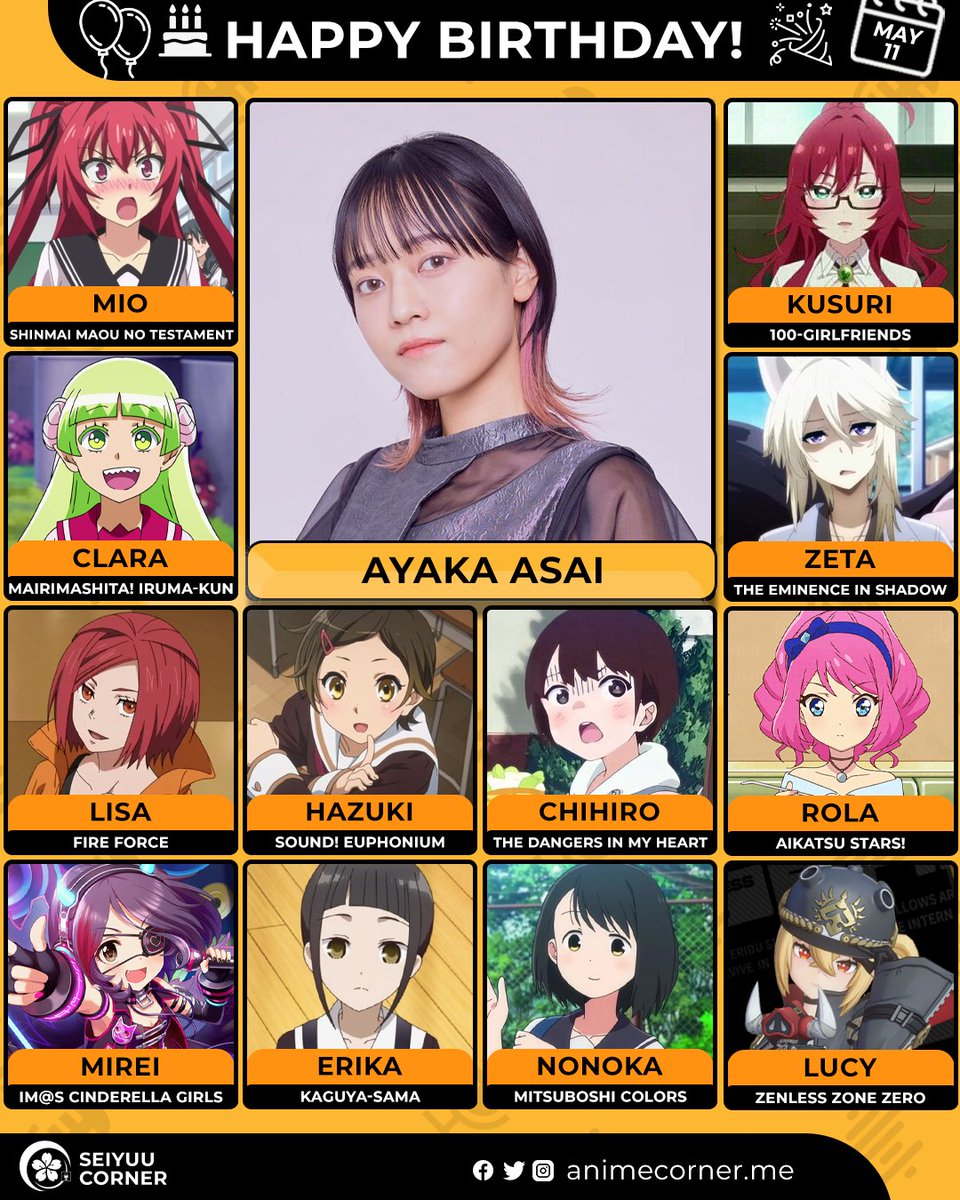 HAPPY BIRTHDAY!
MAY
11
MIO
SHINMAI MAOU NO TESTAMENT
KUSURI
100-GIRLFRIENDS
CLARA
MAIRIMASHITA! IRUMA-KUN
AYAKA ASAI
ZETA
THE EMINENCE IN SHADOW
LISA
FIRE FORCE
HAZUKI
SOUND! EUPHONIUM
CHIHIRO
THE DANGERS IN MY HEART
ROLA
AIKATSU STARS!
MIREI
IM@S CINDERELLA GIRLS
ERIKA
KAGUYA-SAMA
NONOKA
MITSUBOSHI COLORS
LUCY
ZENLESS ZONE ZERO
SEIYUU
CORNER
animecorner.me